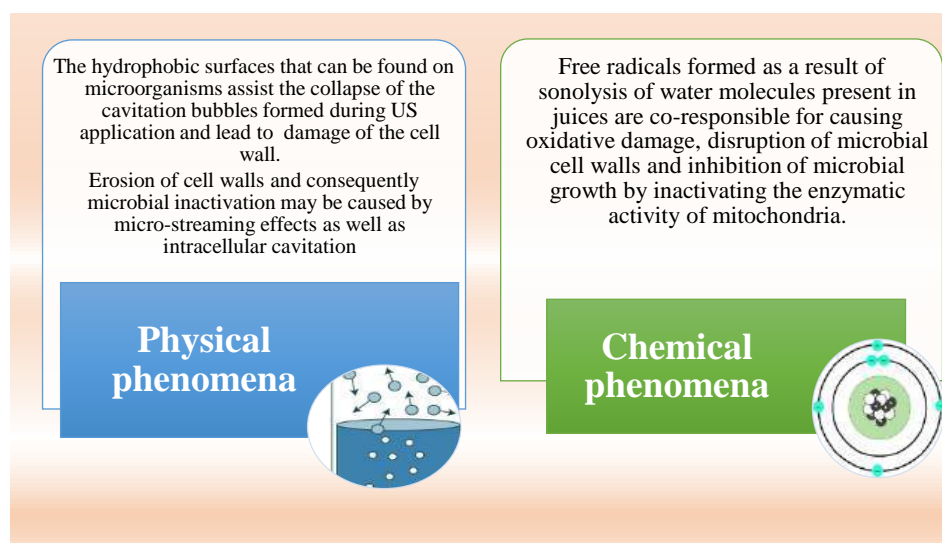 The hydrophobic surfaces that can be found on
microorganisms assist the collapse of the
cavitation bubbles formed during US
application and lead to damage of the cell
wall.
Erosion of cell walls and consequently
microbial inactivation may be caused by
micro-streaming effects as well as
intracellular cavitation
Physical
phenomena
Free radicals formed as a result of
sonolysis of water molecules present in
juices are co-responsible for causing
oxidative damage, disruption of microbial
cell walls and inhibition of microbial
growth by inactivating the enzymatic
activity of mitochondria.
Chemical
phenomena